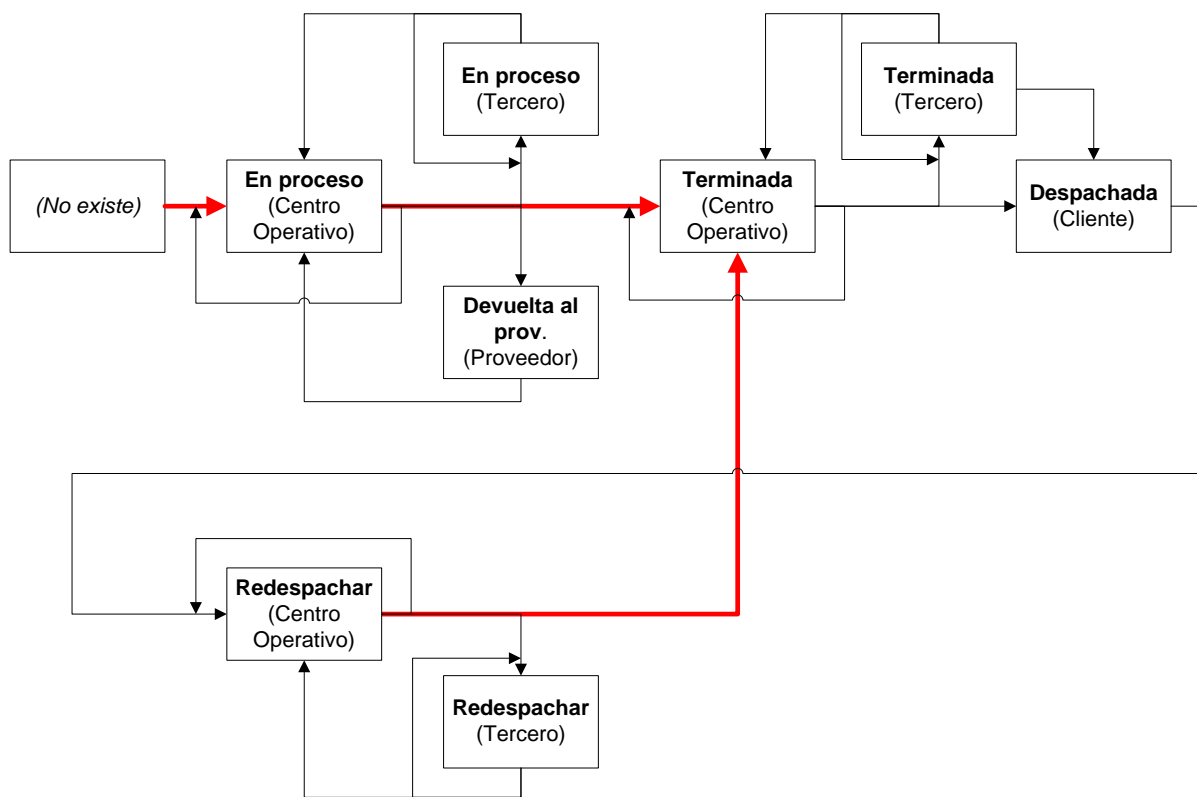 En proceso
(Tercero)
Terminada
(Tercero)
(No existe)
En proceso
(Centro
Operativo)
Terminada
(Centro
Operativo)
Despachada
(Cliente)
Devuelta al
prov.
(Proveedor)
Redespachar
(Centro
Operativo)
Redespachar
(Tercero)